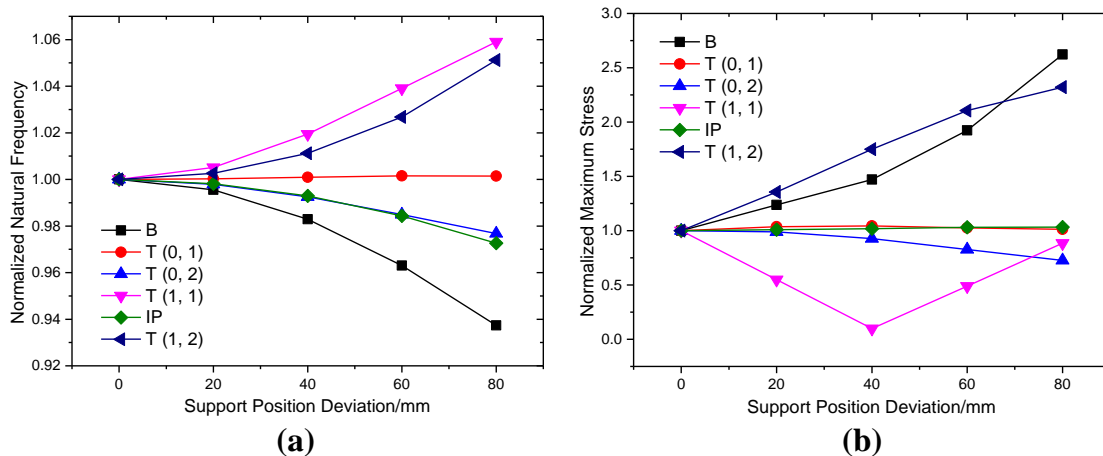 1.06
1.04
1.02
1.00
0.98
0.96
0.94
0.92
Normalized Natural Frequency
B
T (0, 1)
T (0, 2)
T (1, 1)
IP
T (1, 2)
0 20 40 60 80
Support Position Deviation/mm
(a)
3.0
2.5
2.0
1.5
1.0
0.5
0.0
Normalized Maximum Stress
B
T (0, 1)
T (0, 2)
T (1, 1)
IP
T (1, 2)
0 20 40 60 80
Support Position Deviation/mm
(b)